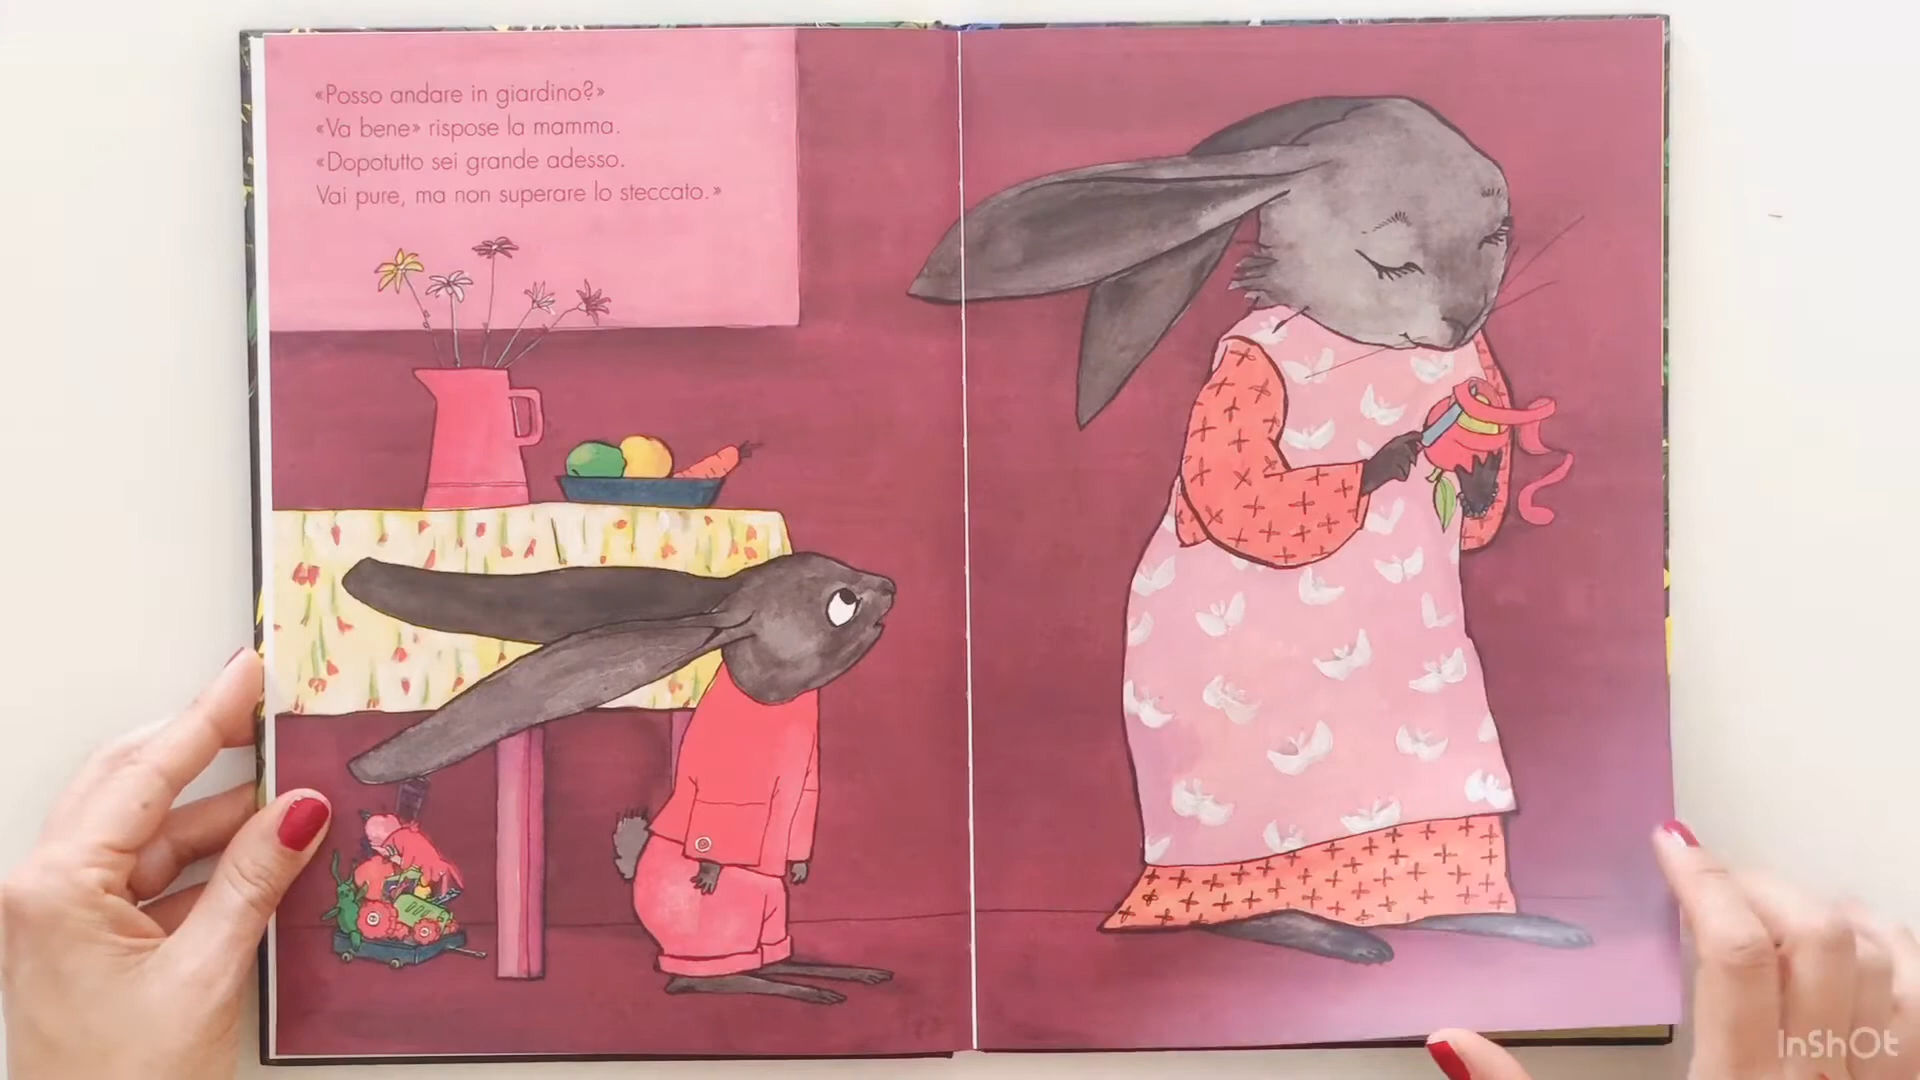 «Posso andare in giardino?»
«Va bene» rispose la mamma.
«Dopotutto sei grande adesso.
Vai pure, ma non superare lo steccato.»
InShOt